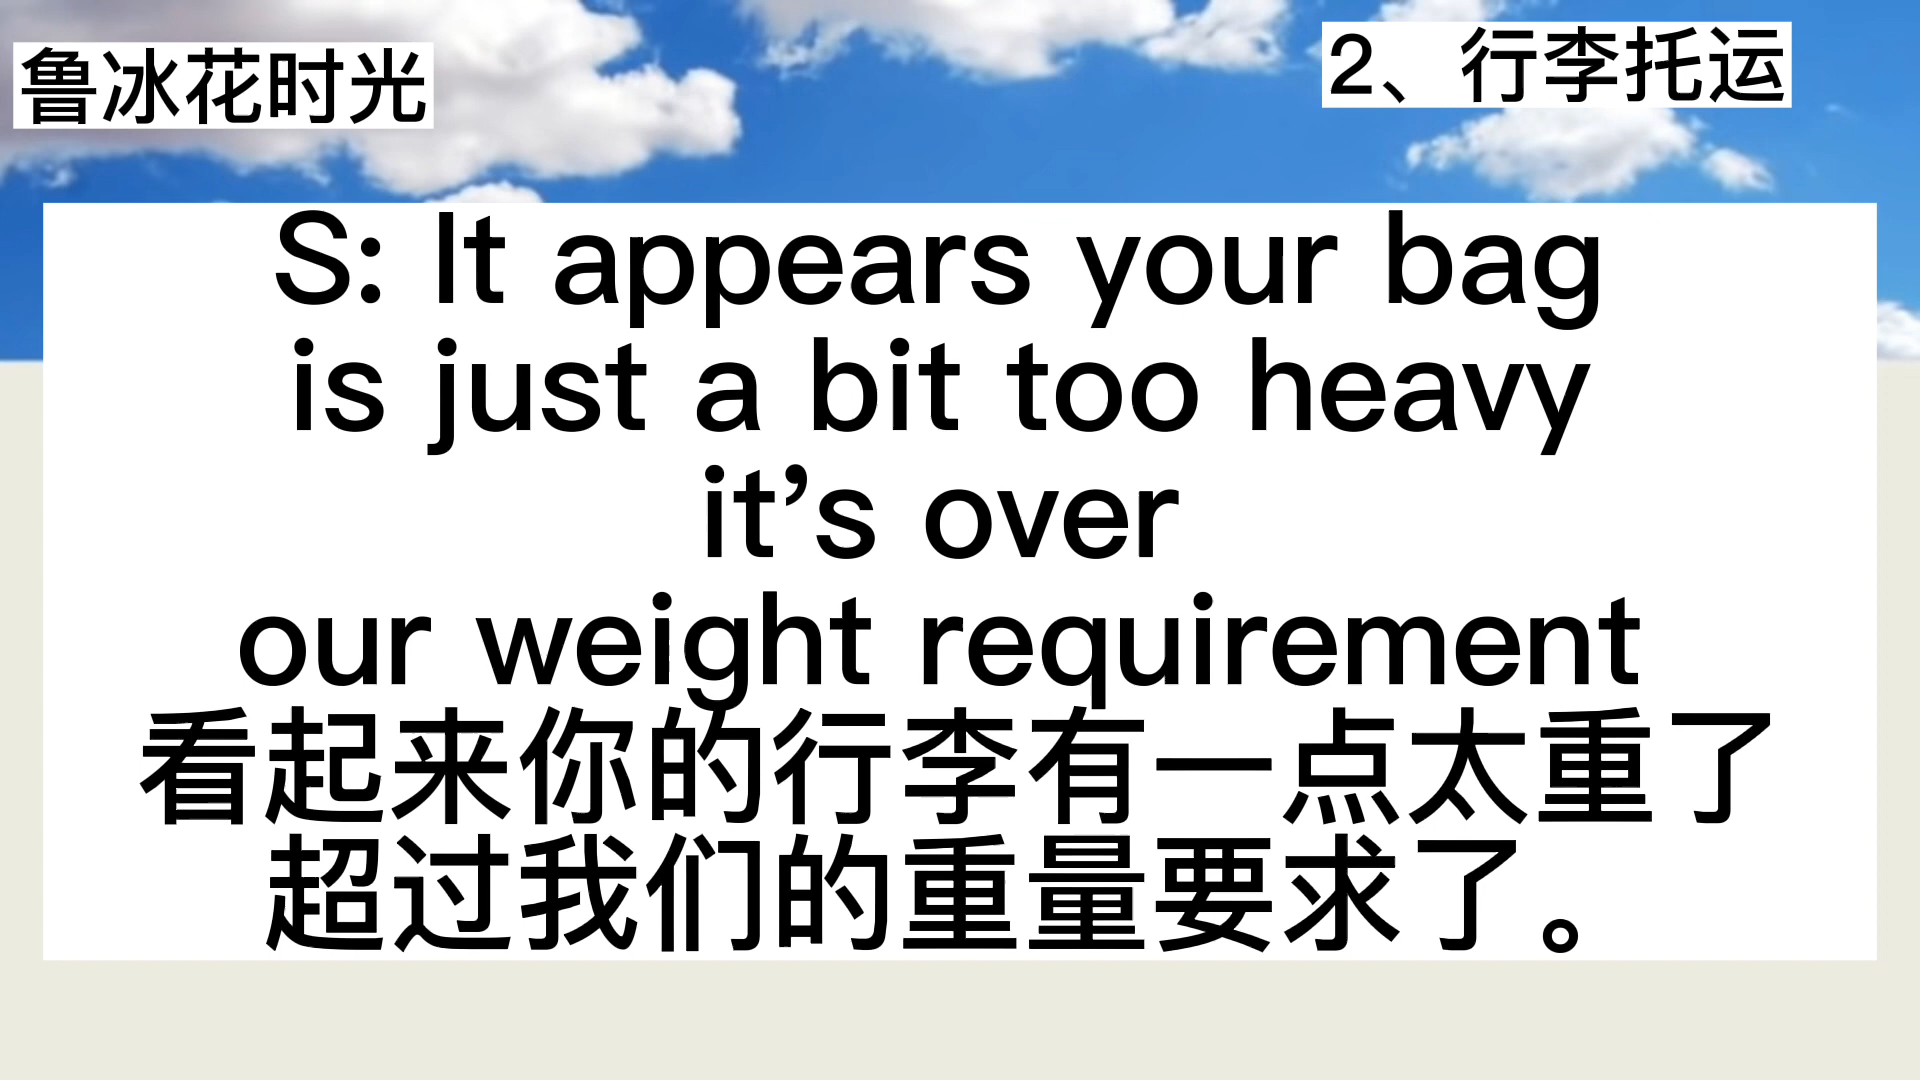 鲁冰花时光
2、行李托运
S: It appears your bag
is just a bit too heavy
it’s over
our weight requirement
看起来你的行李有一点太重了
超过我们的重量要求了。